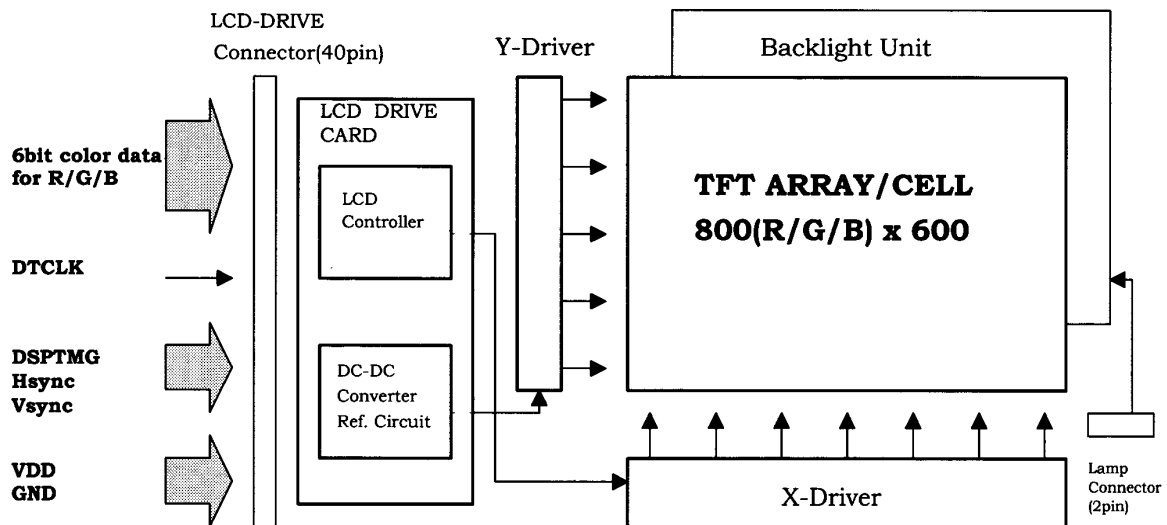 LCD-DRIVE
Connector(40pin)
Y-Driver
Backlight Unit
LCD DRIVE
CARD
6bit color data
for R/G/B
LCD
Controller
TFT ARRAY/CELL
800(R/G/B) x 600
DTCLK
DSPTMG
Hsync
Vsync
DC-DC
Converter
Ref. Circuit
VDD
GND
X-Driver
Lamp
Connector
(2pin)